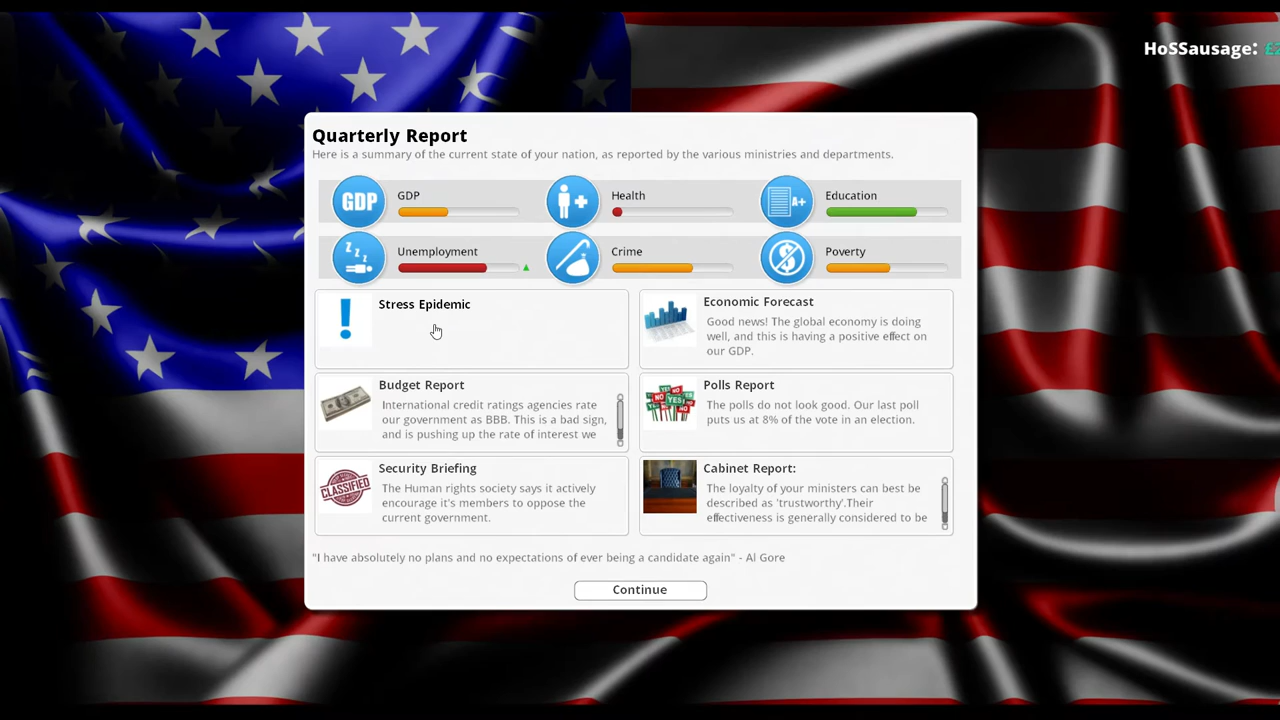 HoSSausage: £2
Quarterly Report
Here is a summary of the current state of your nation, as reported by the various ministries and departments.
GDP
GDP
Health
A+
Education
z z z
Unemployment
Crime
$
Poverty
!
Stress Epidemic
Economic Forecast
Good news! The global economy is doing
well, and this is having a positive effect on
our GDP.
Budget Report
International credit ratings agencies rate
our government as BBB. This is a bad sign,
and is pushing up the rate of interest we
YES NO YES NO
Polls Report
The polls do not look good. Our last poll
puts us at 8% of the vote in an election.
CLASSIFIED
Security Briefing
The Human rights society says it actively
encourage it's members to oppose the
current government.
Cabinet Report:
The loyalty of your ministers can best be
described as 'trustworthy'.Their
effectiveness is generally considered to be
"I have absolutely no plans and no expectations of ever being a candidate again" - Al Gore
Continue